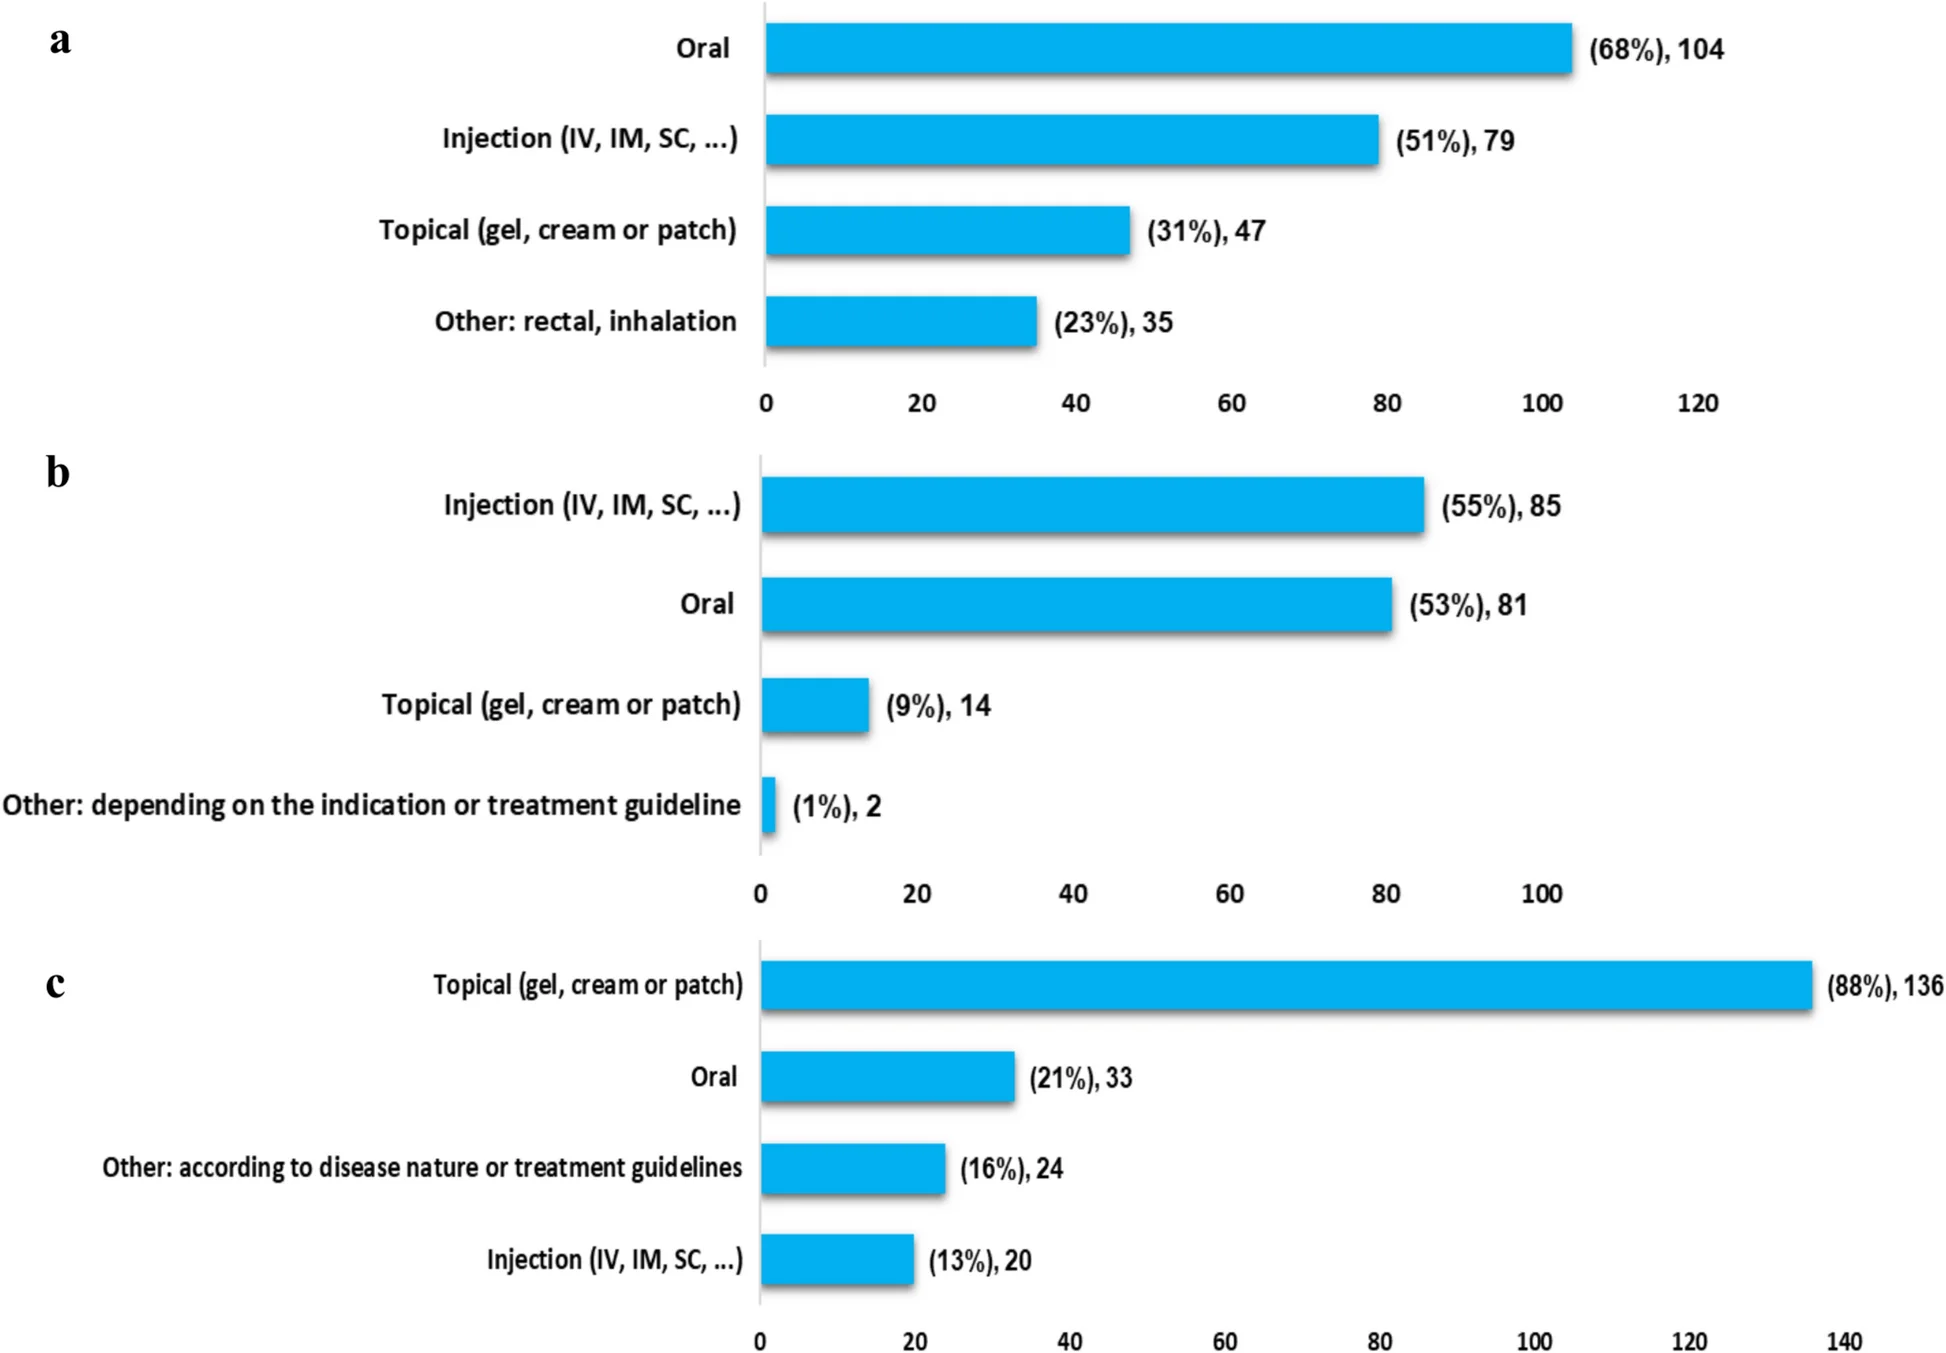 a
Oral (68%), 104
Injection (IV, IM, SC, ...) (51%), 79
Topical (gel, cream or patch) (31%), 47
Other: rectal, inhalation (23%), 35
0 20 40 60 80 100 120
b
Injection (IV, IM, SC, ...) (55%), 85
Oral (53%), 81
Topical (gel, cream or patch) (9%), 14
Other: depending on the indication or treatment guideline (1%), 2
0 20 40 60 80 100
c
Topical (gel, cream or patch) (88%), 136
Oral (21%), 33
Other: according to disease nature or treatment guidelines (16%), 24
Injection (IV, IM, SC, ...) (13%), 20
0 20 40 60 80 100 120 140